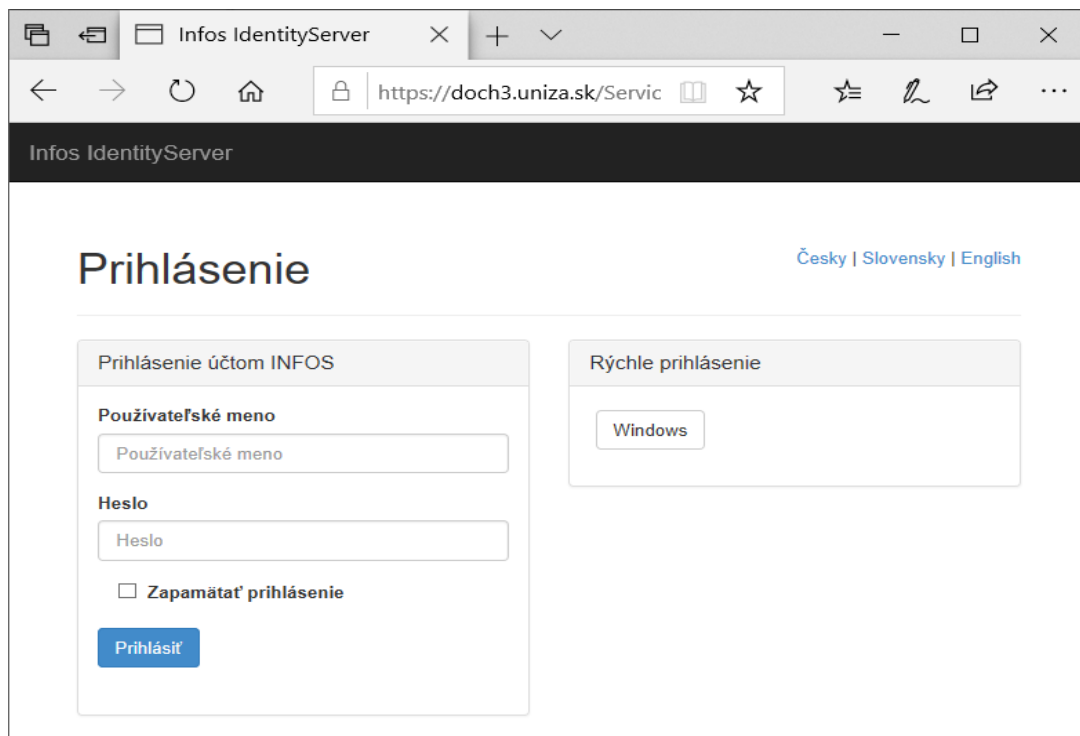 Infos IdentityServer
https://doch3.uniza.sk/Servic
Infos IdentityServer
Prihlásenie
Česky | Slovensky | English
Prihlásenie účtom INFOS
Používateľské meno
Používateľské meno
Heslo
Heslo
Zapamätať prihlásenie
Prihlásiť
Rýchle prihlásenie
Windows